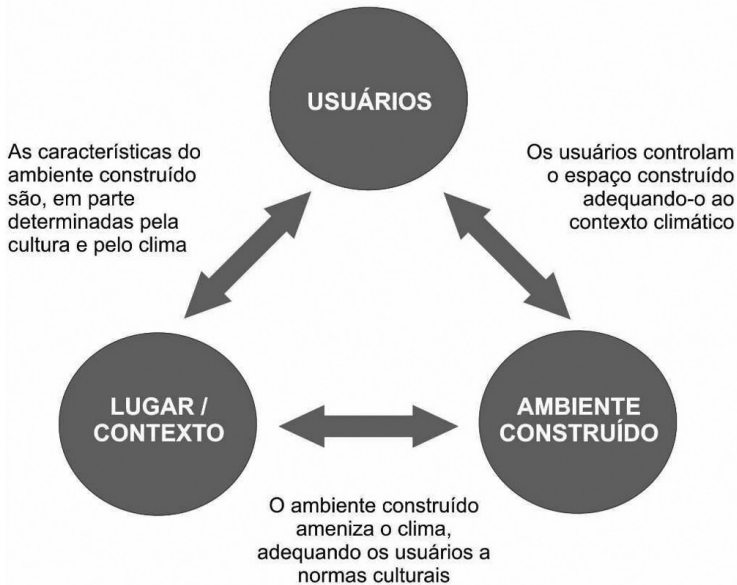 USUÁRIOS
As características do
ambiente construído
são, em parte
determinadas pela
cultura e pelo clima
Os usuários controlam
o espaço construído
adequando-o ao
contexto climático
LUGAR /
CONTEXTO
AMBIENTE
CONSTRUÍDO
O ambiente construído
ameniza o clima,
adequando os usuários a
normas culturais